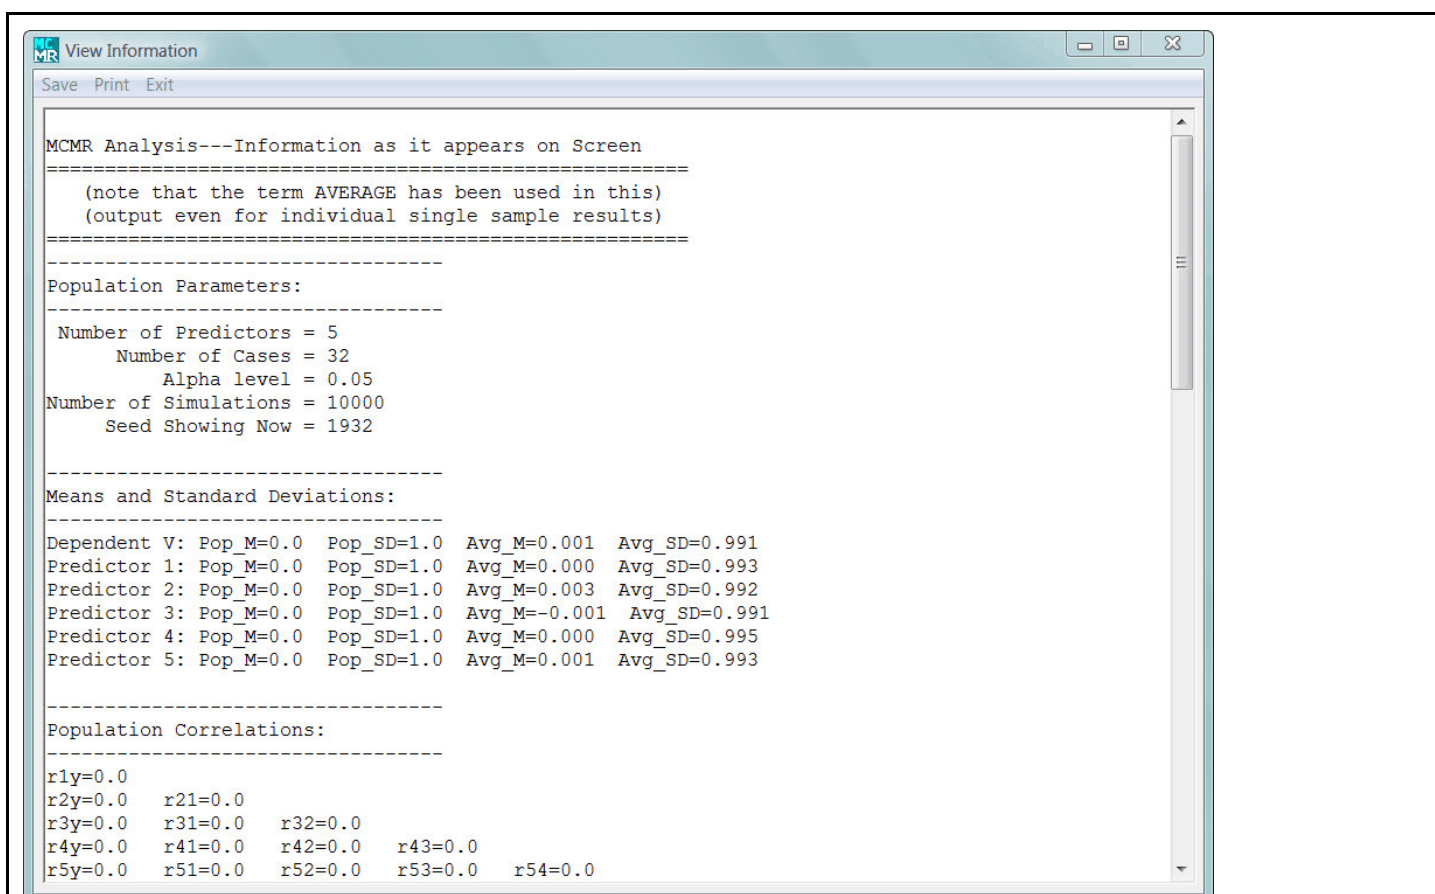 MC
MR View Information
Save Print Exit
MCMR Analysis---Information as it appears on Screen
=======================================================
(note that the term AVERAGE has been used in this)
(output even for individual single sample results)
=======================================================
----------------------------------
Population Parameters:
----------------------------------
Number of Predictors = 5
Number of Cases = 32
Alpha level = 0.05
Number of Simulations = 10000
Seed Showing Now = 1932
----------------------------------
Means and Standard Deviations:
----------------------------------
Dependent V: Pop_M=0.0 Pop_SD=1.0 Avg_M=0.001 Avg_SD=0.991
Predictor 1: Pop_M=0.0 Pop_SD=1.0 Avg_M=0.000 Avg_SD=0.993
Predictor 2: Pop_M=0.0 Pop_SD=1.0 Avg_M=0.003 Avg_SD=0.992
Predictor 3: Pop_M=0.0 Pop_SD=1.0 Avg_M=-0.001 Avg_SD=0.991
Predictor 4: Pop_M=0.0 Pop_SD=1.0 Avg_M=0.000 Avg_SD=0.995
Predictor 5: Pop_M=0.0 Pop_SD=1.0 Avg_M=0.001 Avg_SD=0.993
----------------------------------
Population Correlations:
----------------------------------
r1y=0.0
r2y=0.0 r21=0.0
r3y=0.0 r31=0.0 r32=0.0
r4y=0.0 r41=0.0 r42=0.0 r43=0.0
r5y=0.0 r51=0.0 r52=0.0 r53=0.0 r54=0.0